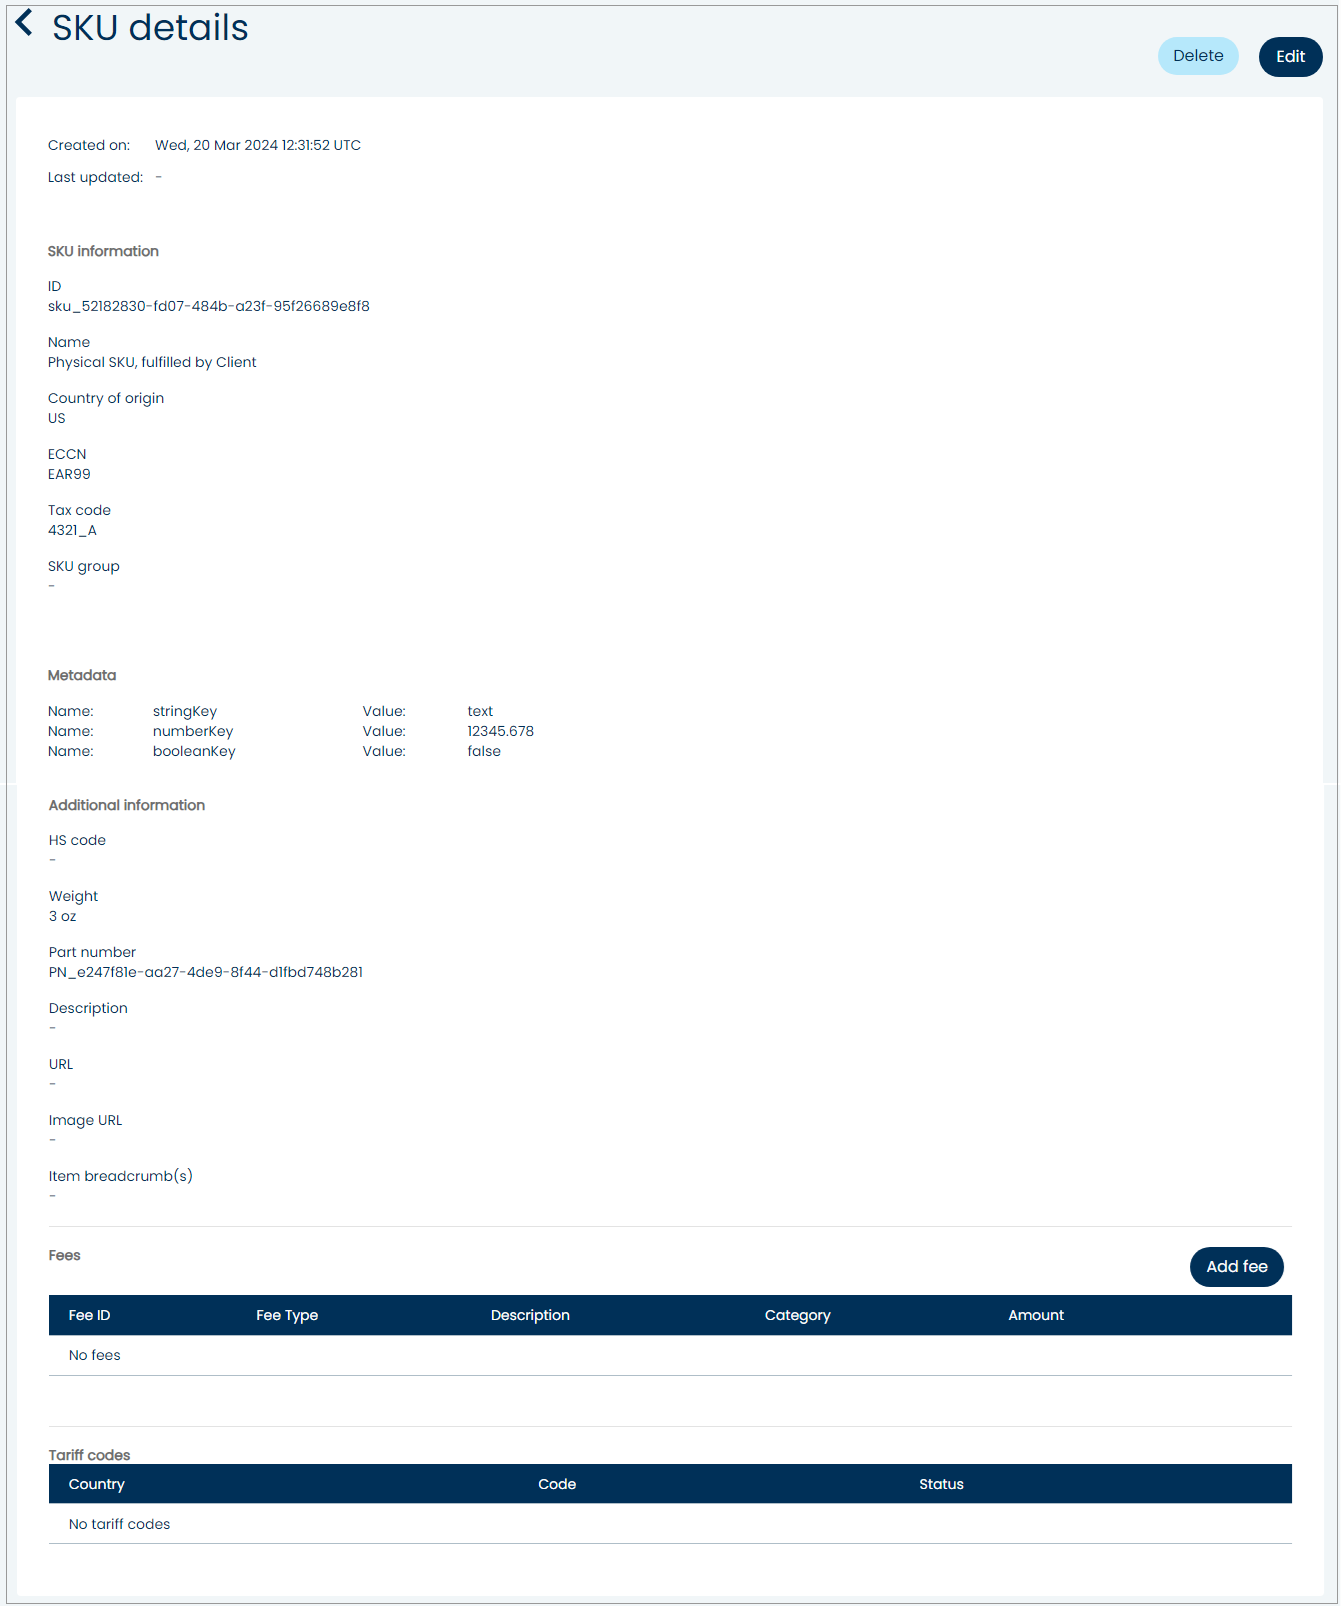 SKU details
Delete Edit
Created on: Wed, 20 Mar 2024 12:31:52 UTC
Last updated: -
SKU information
ID
sku_52182830-fd07-484b-a23f-95f26689e8f8
Name
Physical SKU, fulfilled by Client
Country of origin
US
ECCN
EAR99
Tax code
4321_A
SKU group
-
Metadata
Name: stringKey Value: text
Name: numberKey Value: 12345.678
Name: booleanKey Value: false
Additional information
HS code
-
Weight
3 oz
Part number
PN_e247f81e-aa27-4de9-8f44-d1fbd748b281
Description
-
URL
-
Image URL
-
Item breadcrumb(s)
-
Fees
Add fee
Fee ID Fee Type Description Category Amount
No fees
Tariff codes
Country Code Status
No tariff codes